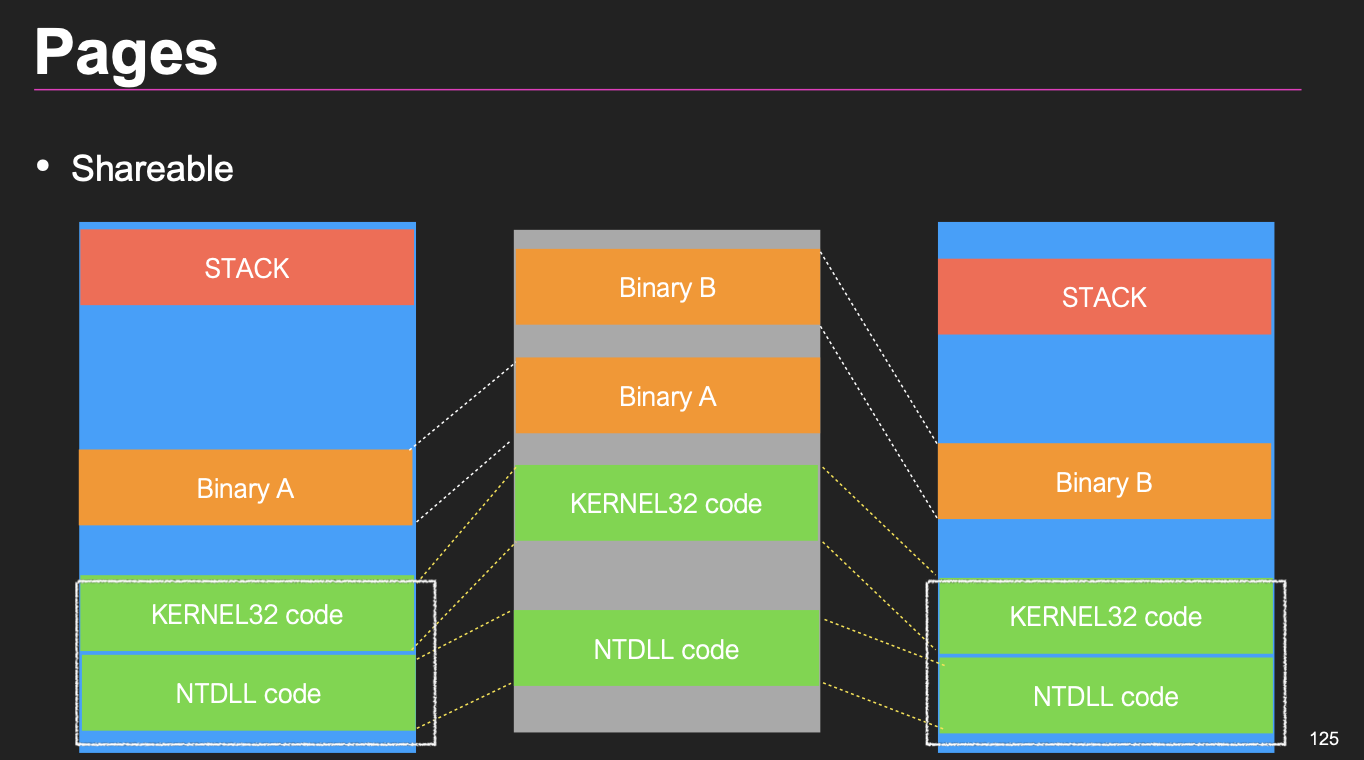 Pages
• Shareable
STACK
Binary A
KERNEL32 code
NTDLL code
Binary B
Binary A
KERNEL32 code
NTDLL code
STACK
Binary B
KERNEL32 code
NTDLL code
125